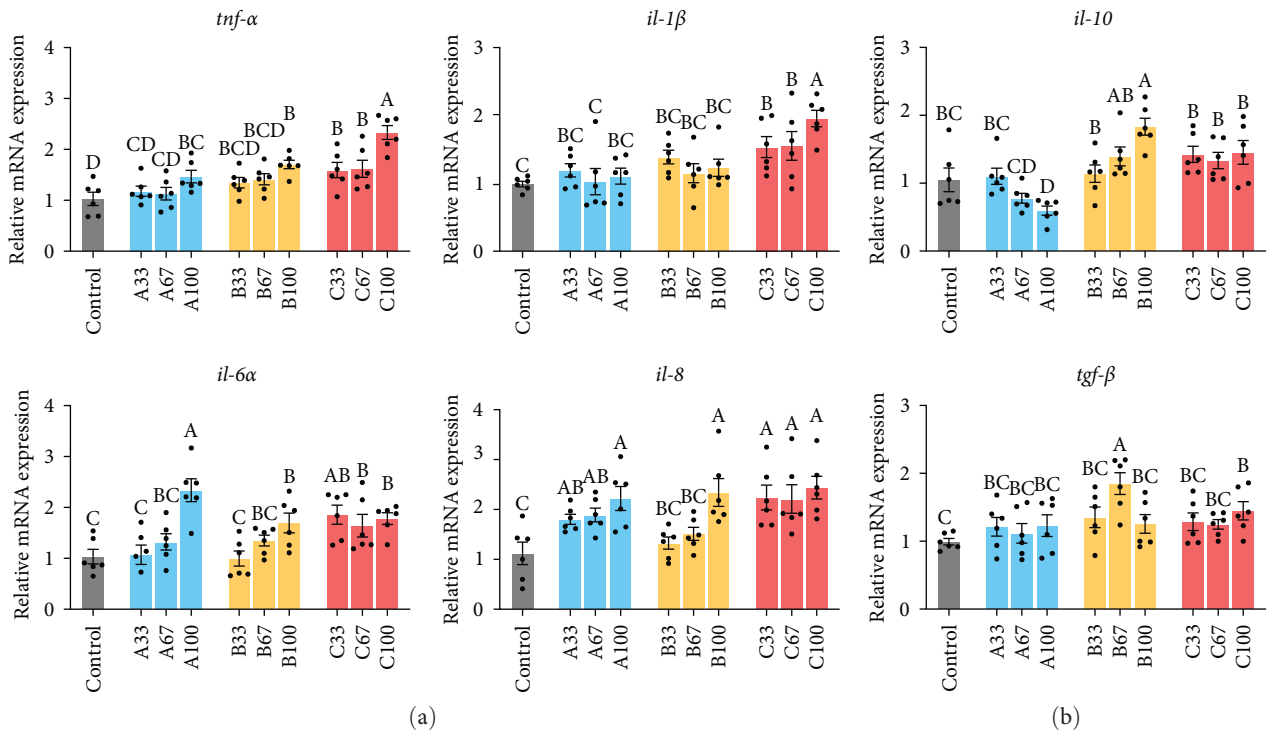 tnf-α
Relative mRNA expression
4
3
2
1
0
D
CD
CD
BC
BCD
BCD
B
B
B
A
Control
A33
A67
A100
B33
B67
B100
C33
C67
C100
il-1β
Relative mRNA expression
3
2
1
0
C
BC
C
BC
BC
BC
BC
B
B
A
Control
A33
A67
A100
B33
B67
B100
C33
C67
C100
il-10
Relative mRNA expression
3
2
1
0
BC
BC
CD
D
B
AB
A
B
B
B
Control
A33
A67
A100
B33
B67
B100
C33
C67
C100
il-6α
Relative mRNA expression
4
3
2
1
0
C
C
BC
A
C
BC
B
AB
B
BC
Control
A33
A67
A100
B33
B67
B100
C33
C67
C100
il-8
Relative mRNA expression
4
3
2
1
0
C
AB
AB
A
BC
BC
A
A
A
A
Control
A33
A67
A100
B33
B67
B100
C33
C67
C100
tgf-β
Relative mRNA expression
3
2
1
0
C
BC
BC
BC
BC
A
BC
BC
BC
B
Control
A33
A67
A100
B33
B67
B100
C33
C67
C100
(a)
(b)